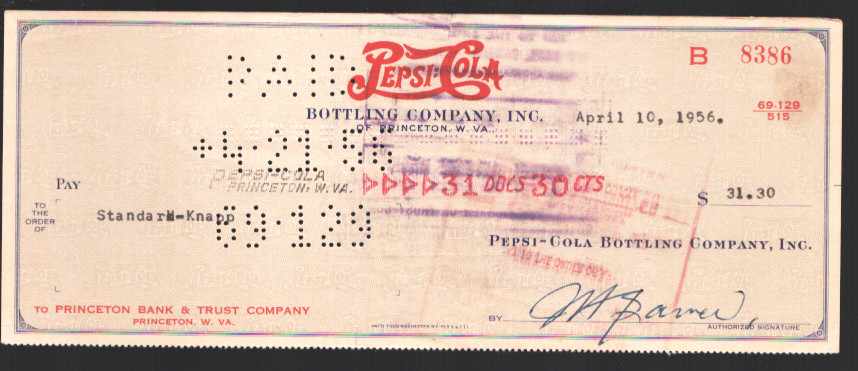 PAID
PEPSI-COLA
B 8386
BOTTLING COMPANY, INC.
OF PRINCETON, W. VA.
April 10, 1956.
69-129
515
4·21·56
PEPSI-COLA
PRINCETON, W. VA.
PAY
31 DOLS 30 CTS
$ 31.30
TO THE ORDER OF
Standard-Knapp
69·129
PEPSI-COLA BOTTLING COMPANY, INC.
TO PRINCETON BANK & TRUST COMPANY
PRINCETON, W. VA.
BY
AUTHORIZED SIGNATURE